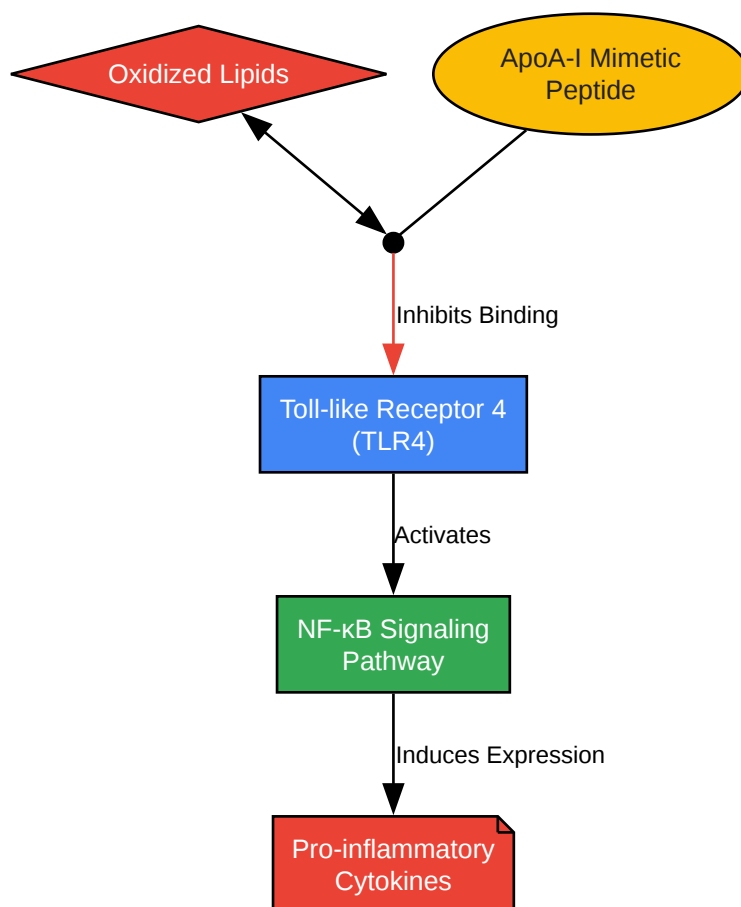 Oxidized Lipids
ApoA-I Mimetic
Peptide
Inhibits Binding
Toll-like Receptor 4
(TLR4)
Activates
NF-κB Signaling
Pathway
Induces Expression
Pro-inflammatory
Cytokines